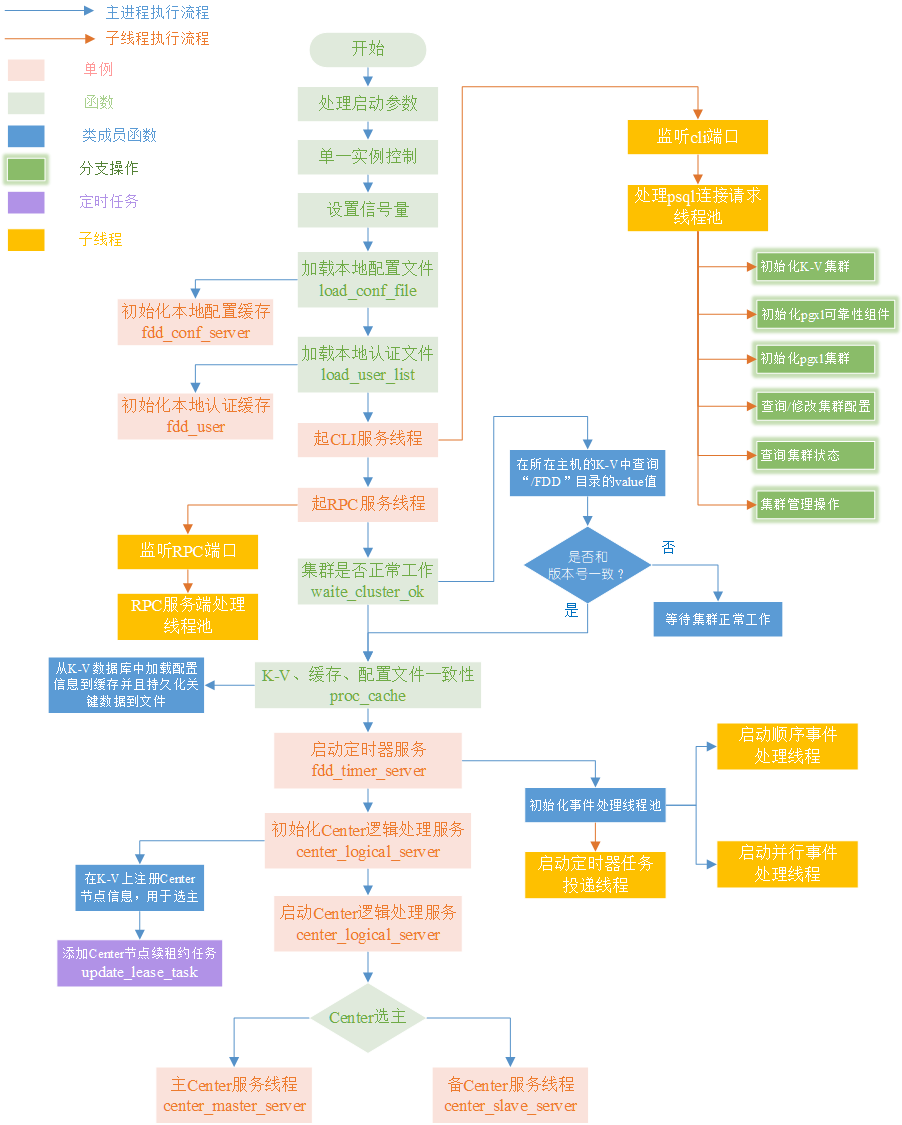 主进程执行流程
子线程执行流程
单例
函数
类成员函数
分支操作
定时任务
子线程
开始
处理启动参数
单一实例控制
设置信号量
加载本地配置文件
load_conf_file
初始化本地配置缓存
fdd_conf_server
加载本地认证文件
load_user_list
初始化本地认证缓存
fdd_user
起CLI服务线程
监听cli端口
处理psql连接请求
线程池
初始化K-V集群
初始化pgxl可靠性组件
初始化pgxl集群
查询/修改集群配置
查询集群状态
集群管理操作
起RPC服务线程
监听RPC端口
RPC服务端处理
线程池
集群是否正常工作
waite_cluster_ok
在所在主机的K-V中查询
“/FDD”目录的value值
是否和
版本号一致？
否
是
等待集群正常工作
K-V、缓存、配置文件一致性
proc_cache
从K-V数据库中加载配置
信息到缓存并且持久化关
键数据到文件
启动定时器服务
fdd_timer_server
初始化事件处理线程池
启动顺序事件
处理线程
启动并行事件
处理线程
启动定时器任务
投递线程
初始化Center逻辑处理服务
center_logical_server
在K-V上注册Center
节点信息，用于选主
添加Center节点续租约任务
update_lease_task
启动Center逻辑处理服务
center_logical_server
Center选主
主Center服务线程
center_master_server
备Center服务线程
center_slave_server